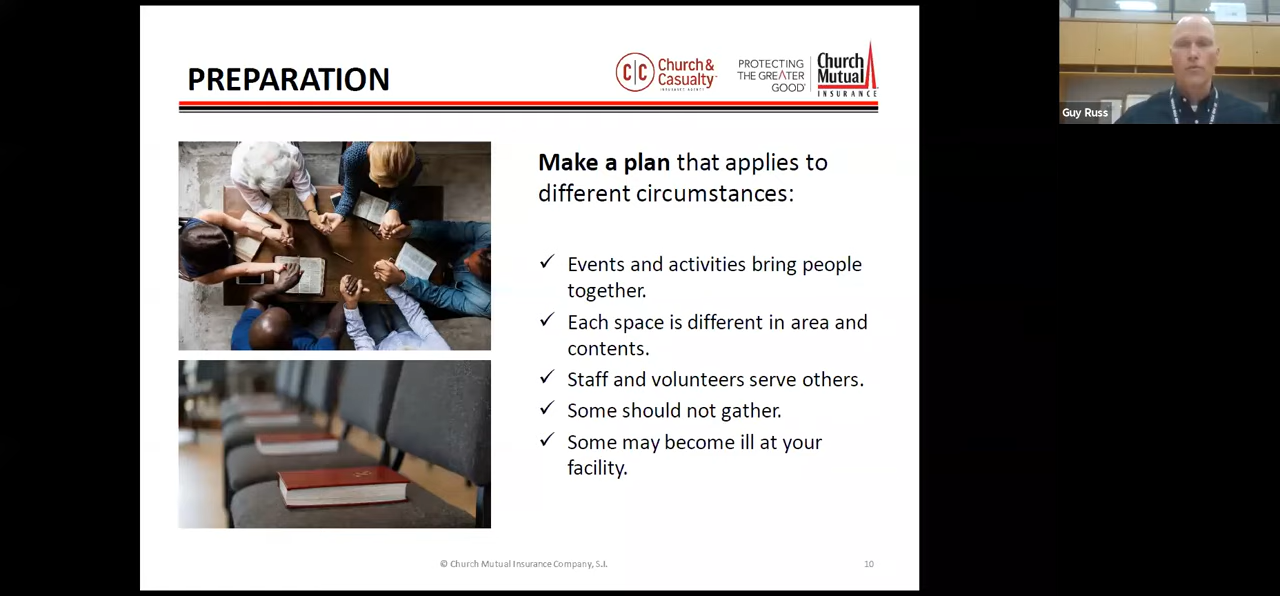 PREPARATION
C|C
Church &
Casualty
INSURANCE AGENCY
PROTECTING
THE GREATER
GOOD
Church
Mutual
INSURANCE
Guy Russ
Make a plan that applies to
different circumstances:
✓ Events and activities bring people
together.
✓ Each space is different in area and
contents.
✓ Staff and volunteers serve others.
✓ Some should not gather.
✓ Some may become ill at your
facility.
© Church Mutual Insurance Company, S.I.
10